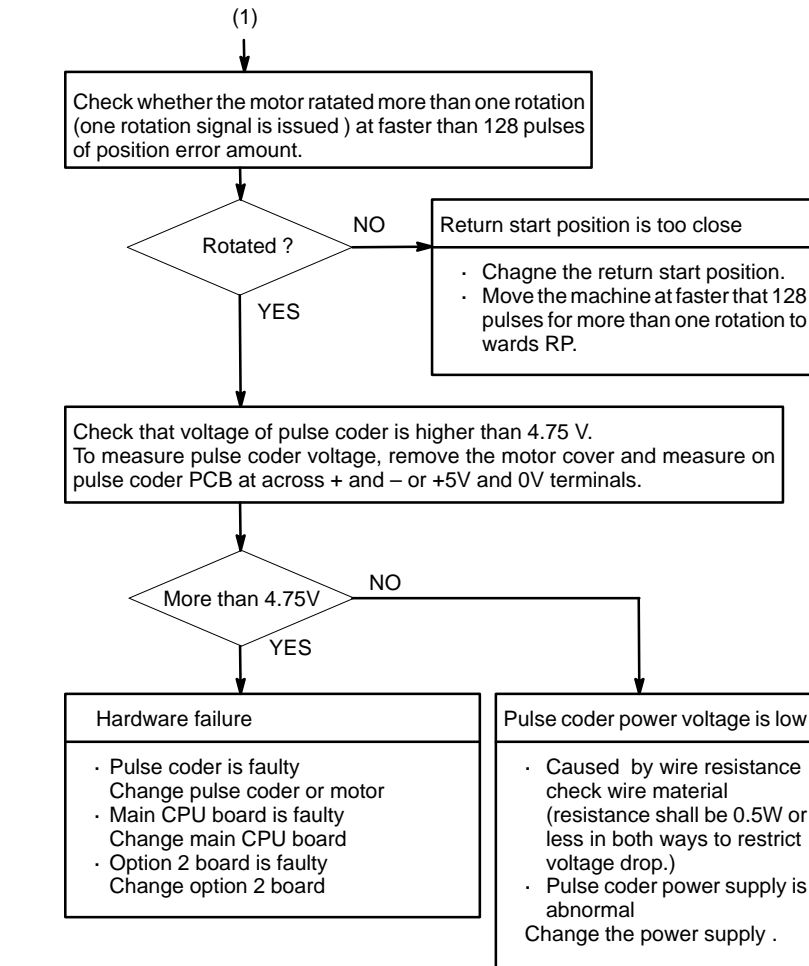 (1)
Check whether the motor ratated more than one rotation
(one rotation signal is issued ) at faster than 128 pulses
of position error amount.
Rotated ?
NO
YES
Return start position is too close
· Chagne the return start position.
· Move the machine at faster that 128
pulses for more than one rotation to
wards RP.
Check that voltage of pulse coder is higher than 4.75 V.
To measure pulse coder voltage, remove the motor cover and measure on
pulse coder PCB at across + and – or +5V and 0V terminals.
More than 4.75V
NO
YES
Hardware failure
· Pulse coder is faulty
Change pulse coder or motor
· Main CPU board is faulty
Change main CPU board
· Option 2 board is faulty
Change option 2 board
Pulse coder power voltage is low
· Caused by wire resistance
check wire material
(resistance shall be 0.5W or
less in both ways to restrict
voltage drop.)
· Pulse coder power supply is
abnormal
Change the power supply .